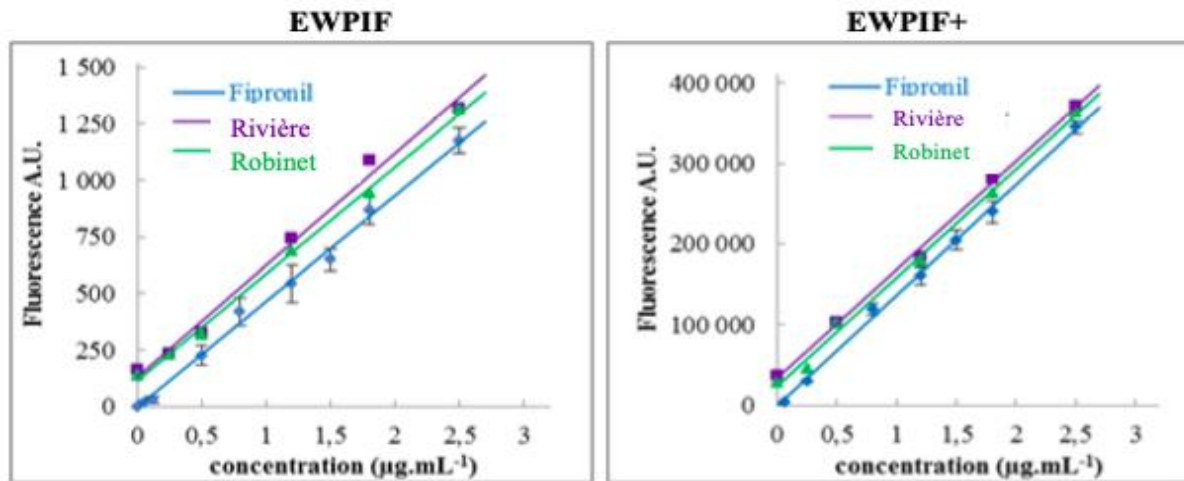 EWPIF
EWPIF+
1 500
1 250
1 000
750
500
250
0
Fluorescence A.U.
Fipronil
Rivière
Robinet
0 0,5 1 1,5 2 2,5 3
concentration (µg.mL⁻¹)
400 000
300 000
200 000
100 000
0
Fluorescence A.U.
Fipronil
Rivière
Robinet
0 0,5 1 1,5 2 2,5 3
concentration (µg.mL⁻¹)